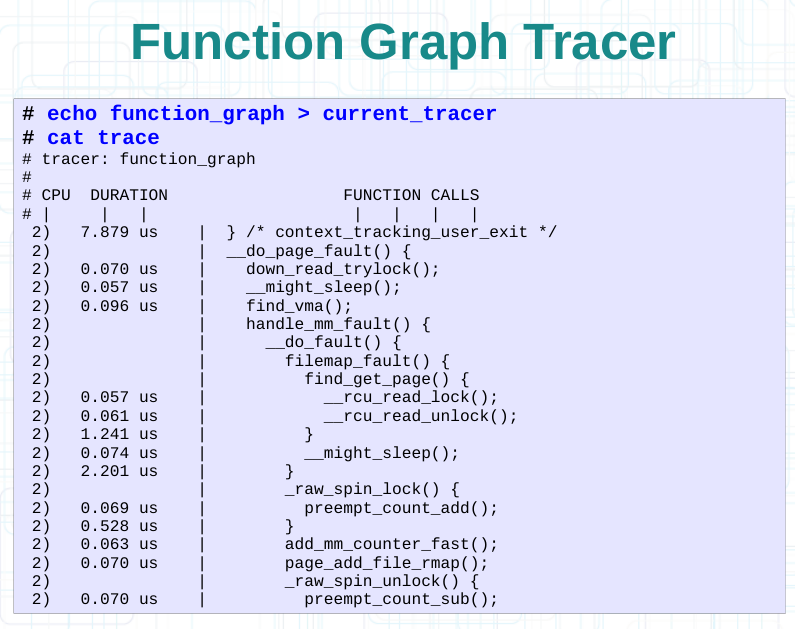 Function Graph Tracer
# echo function_graph > current_tracer
# cat trace
# tracer: function_graph
#
# CPU  DURATION                  FUNCTION CALLS
# |     |   |                     |   |   |   |
 2)   7.879 us    |  } /* context_tracking_user_exit */
 2)               |  __do_page_fault() {
 2)   0.070 us    |    down_read_trylock();
 2)   0.057 us    |    __might_sleep();
 2)   0.096 us    |    find_vma();
 2)               |    handle_mm_fault() {
 2)               |      __do_fault() {
 2)               |        filemap_fault() {
 2)               |          find_get_page() {
 2)   0.057 us    |            __rcu_read_lock();
 2)   0.061 us    |            __rcu_read_unlock();
 2)   1.241 us    |          }
 2)   0.074 us    |          __might_sleep();
 2)   2.201 us    |        }
 2)               |        _raw_spin_lock() {
 2)   0.069 us    |          preempt_count_add();
 2)   0.528 us    |        }
 2)   0.063 us    |        add_mm_counter_fast();
 2)   0.070 us    |        page_add_file_rmap();
 2)               |        _raw_spin_unlock() {
 2)   0.070 us    |          preempt_count_sub();